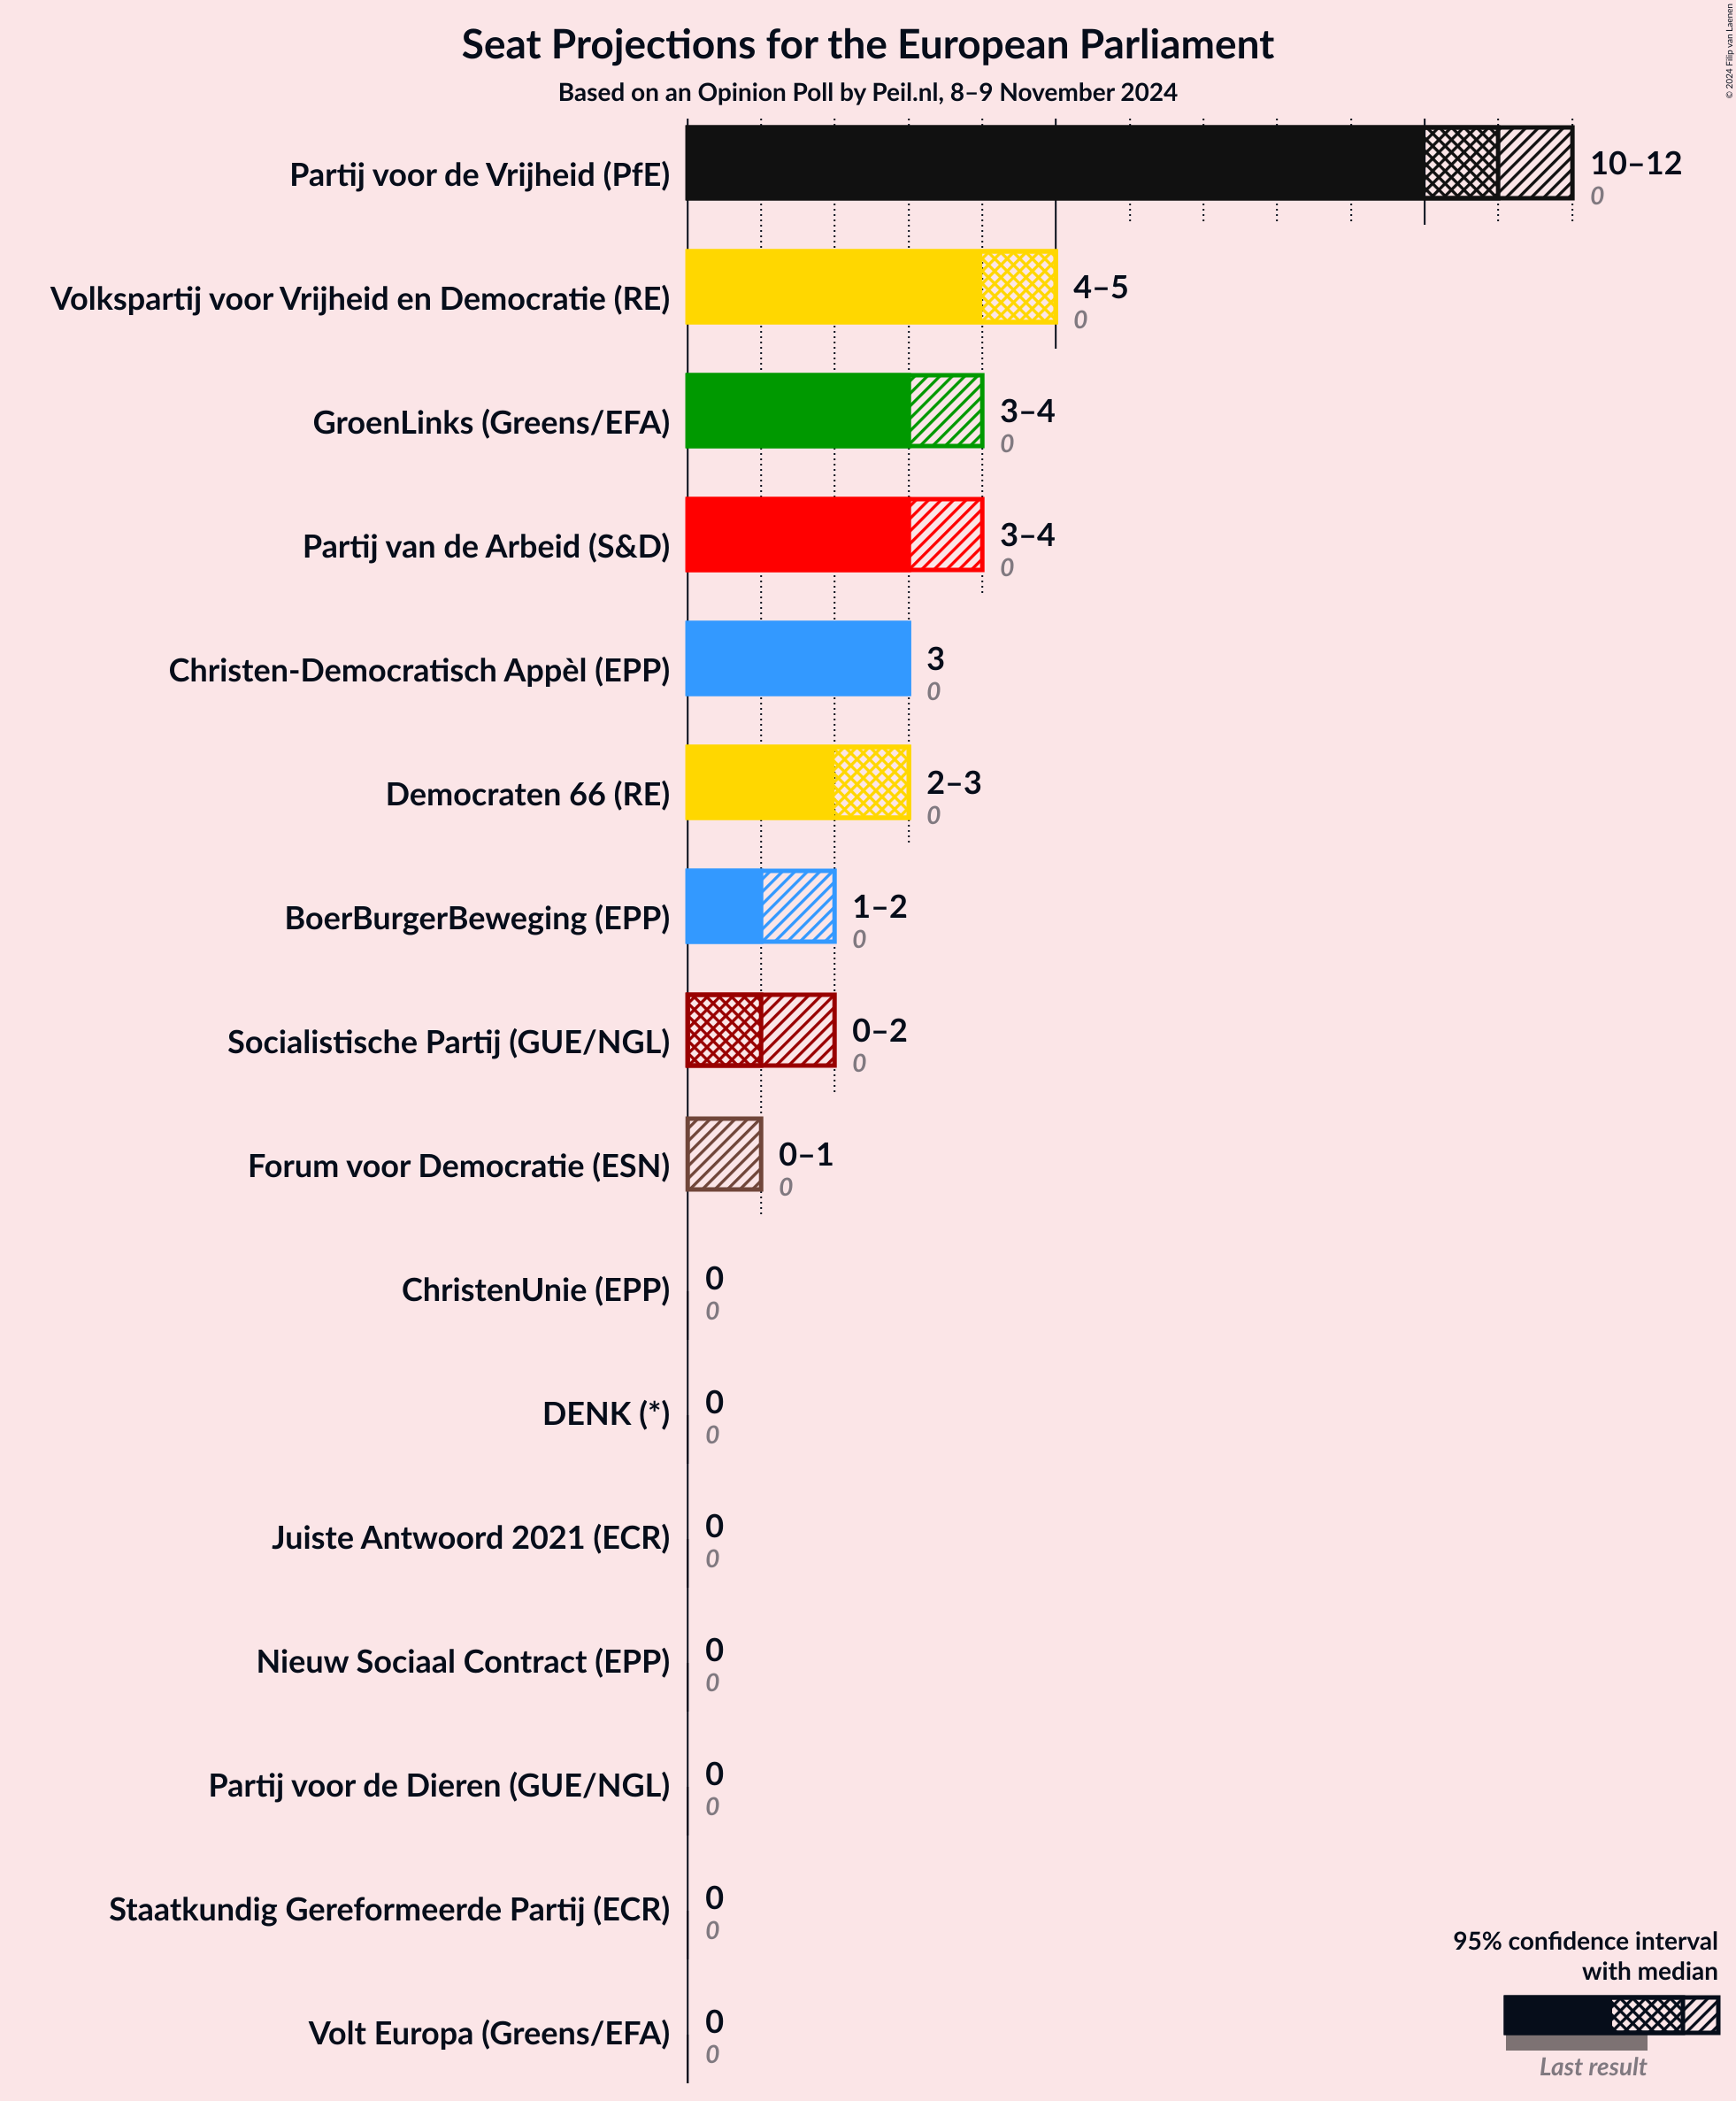 Seat Projections for the European Parliament
Based on an Opinion Poll by Peil.nl, 8–9 November 2024
© 2024 Filip van Laenen
Partij voor de Vrijheid (PfE)
10–12
0
Volkspartij voor Vrijheid en Democratie (RE)
4–5
0
GroenLinks (Greens/EFA)
3–4
0
Partij van de Arbeid (S&D)
3–4
0
Christen-Democratisch Appèl (EPP)
3
0
Democraten 66 (RE)
2–3
0
BoerBurgerBeweging (EPP)
1–2
0
Socialistische Partij (GUE/NGL)
0–2
0
Forum voor Democratie (ESN)
0–1
0
ChristenUnie (EPP)
0
0
DENK (*)
0
0
Juiste Antwoord 2021 (ECR)
0
0
Nieuw Sociaal Contract (EPP)
0
0
Partij voor de Dieren (GUE/NGL)
0
0
Staatkundig Gereformeerde Partij (ECR)
0
0
Volt Europa (Greens/EFA)
0
0
95% confidence interval
with median
Last result